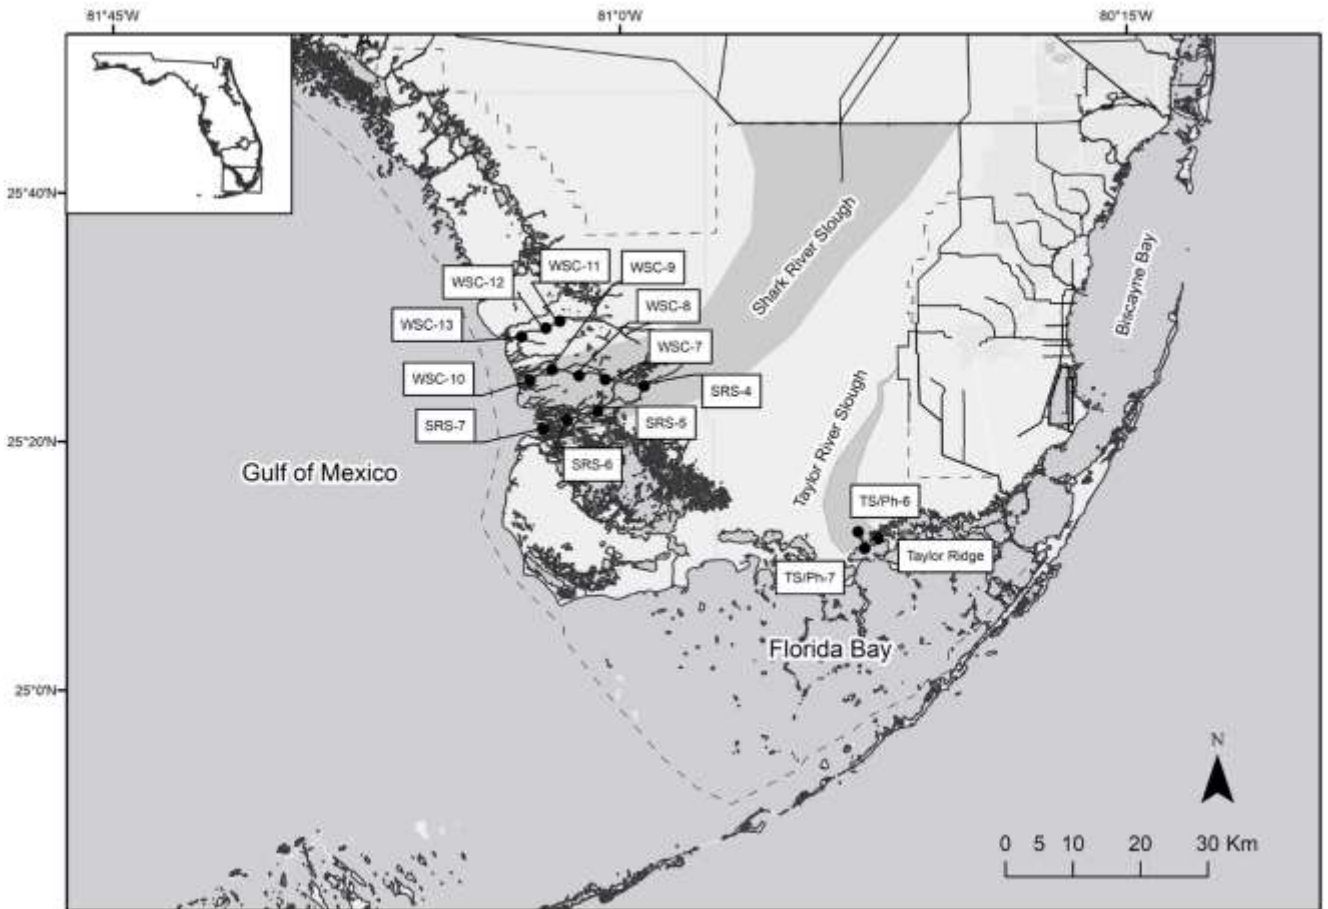 81°45'W
81°0'W
80°15'W
25°40'N
25°20'N
25°0'N
WSC-11
WSC-9
WSC-12
WSC-8
WSC-13
WSC-7
WSC-10
SRS-4
SRS-7
SRS-5
SRS-6
Shark River Slough
Biscayne Bay
Taylor River Slough
Gulf of Mexico
TS/Ph-6
Taylor Ridge
TS/Ph-7
Florida Bay
N
0 5 10 20 30 Km